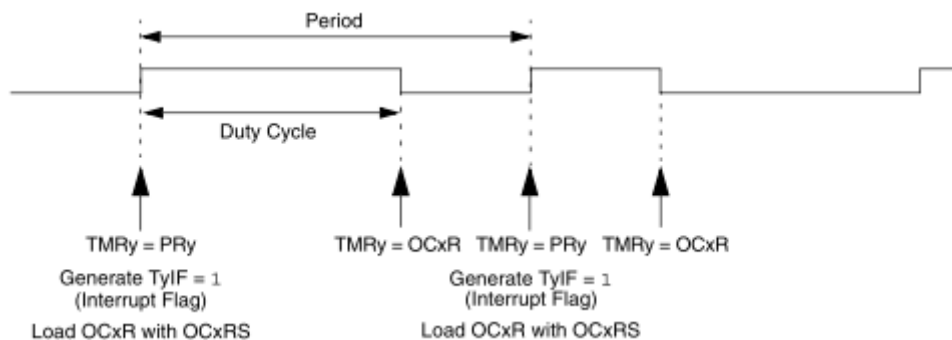 Period
Duty Cycle
TMRy = PRy
TMRy = OCxR
TMRy = PRy
TMRy = OCxR
Generate TyIF = 1
(Interrupt Flag)
Load OCxR with OCxRS
Generate TyIF = 1
(Interrupt Flag)
Load OCxR with OCxRS